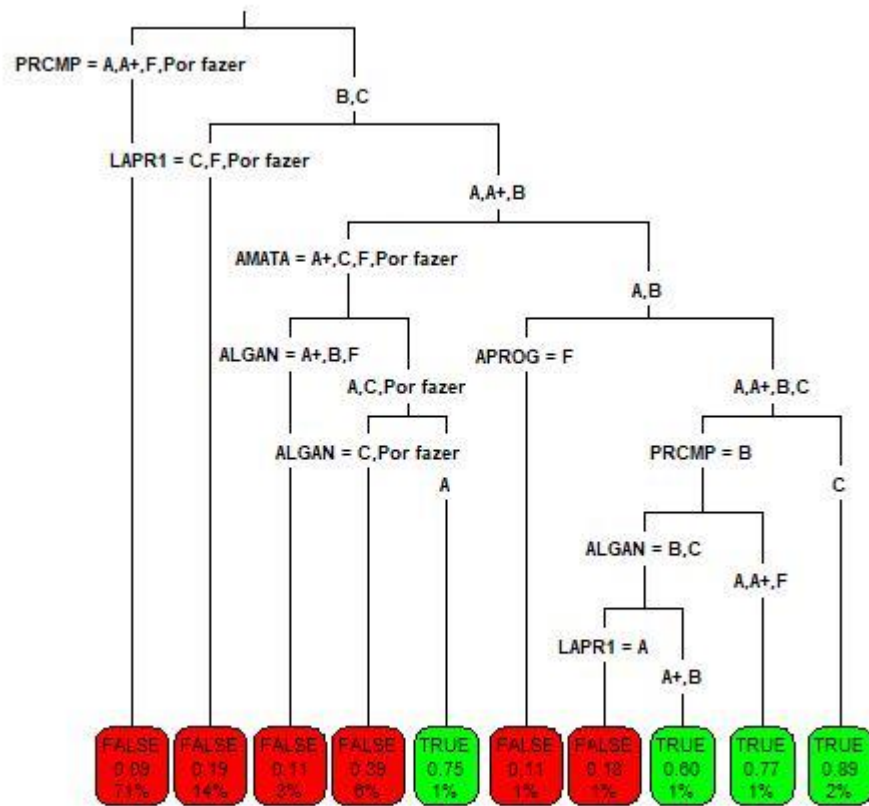 PRCMP = A,A+,F,Por fazer
B,C
LAPR1 = C,F,Por fazer
A,A+,B
AMATA = A+,C,F,Por fazer
A,B
ALGAN = A+,B,F
APROG = F
A,C,Por fazer
A,A+,B,C
ALGAN = C,Por fazer
PRCMP = B
A
C
ALGAN = B,C
A,A+,F
LAPR1 = A
A+,B
FALSE FALSE FALSE FALSE TRUE FALSE FALSE TRUE TRUE TRUE
0.09 0.19 0.11 0.39 0.75 0.11 0.18 0.60 0.77 0.89
71% 14% 3% 6% 1% 1% 1% 1% 1% 2%